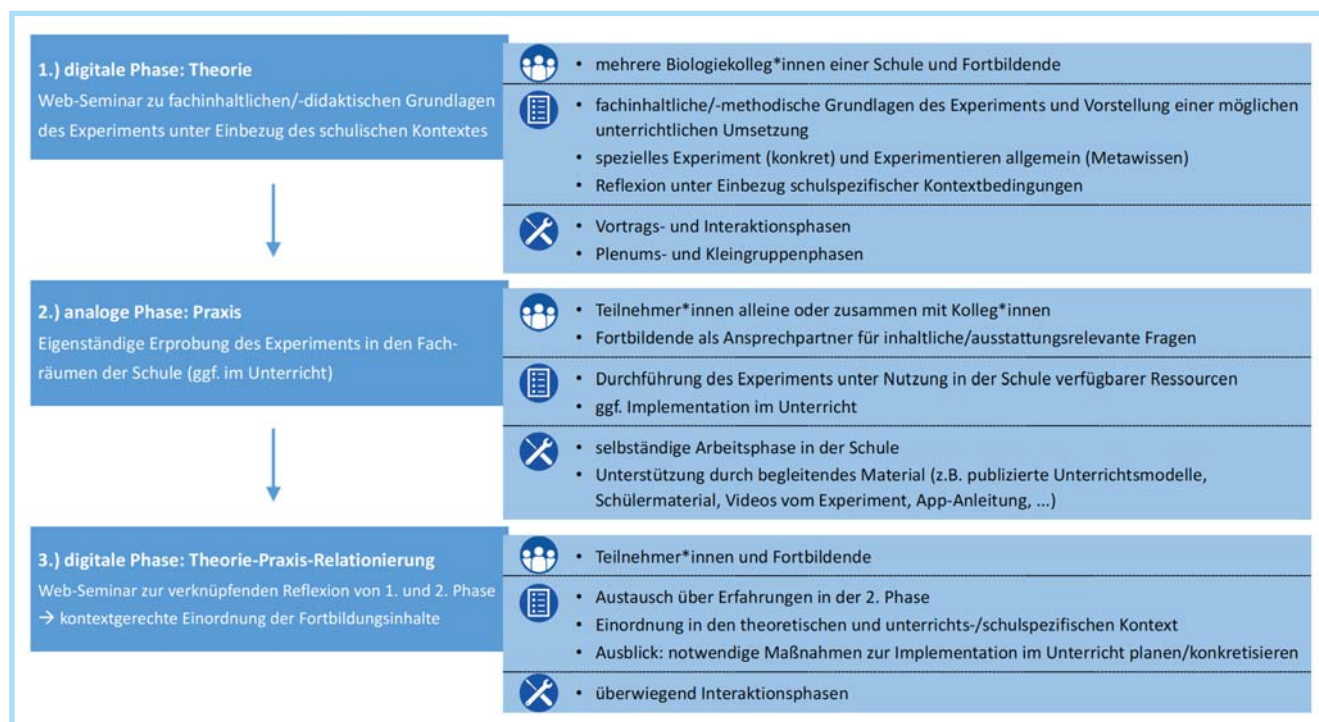 1.) digitale Phase: Theorie
Web-Seminar zu fachinhaltlichen/-didaktischen Grundlagen
des Experiments unter Einbezug des schulischen Kontextes
• mehrere Biologiekolleg*innen einer Schule und Fortbildende
• fachinhaltliche/-methodische Grundlagen des Experiments und Vorstellung einer möglichen
unterrichtlichen Umsetzung
• spezielles Experiment (konkret) und Experimentieren allgemein (Metawissen)
• Reflexion unter Einbezug schulspezifischer Kontextbedingungen
• Vortrags- und Interaktionsphasen
• Plenums- und Kleingruppenphasen
2.) analoge Phase: Praxis
Eigenständige Erprobung des Experiments in den Fach-
räumen der Schule (ggf. im Unterricht)
• Teilnehmer*innen alleine oder zusammen mit Kolleg*innen
• Fortbildende als Ansprechpartner für inhaltliche/ausstattungsrelevante Fragen
• Durchführung des Experiments unter Nutzung in der Schule verfügbarer Ressourcen
• ggf. Implementation im Unterricht
• selbständige Arbeitsphase in der Schule
• Unterstützung durch begleitendes Material (z.B. publizierte Unterrichtsmodelle,
Schülermaterial, Videos vom Experiment, App-Anleitung, ...)
3.) digitale Phase: Theorie-Praxis-Relationierung
Web-Seminar zur verknüpfenden Reflexion von 1. und 2. Phase
→ kontextgerechte Einordnung der Fortbildungsinhalte
• Teilnehmer*innen und Fortbildende
• Austausch über Erfahrungen in der 2. Phase
• Einordnung in den theoretischen und unterrichts-/schulspezifischen Kontext
• Ausblick: notwendige Maßnahmen zur Implementation im Unterricht planen/konkretisieren
• überwiegend Interaktionsphasen